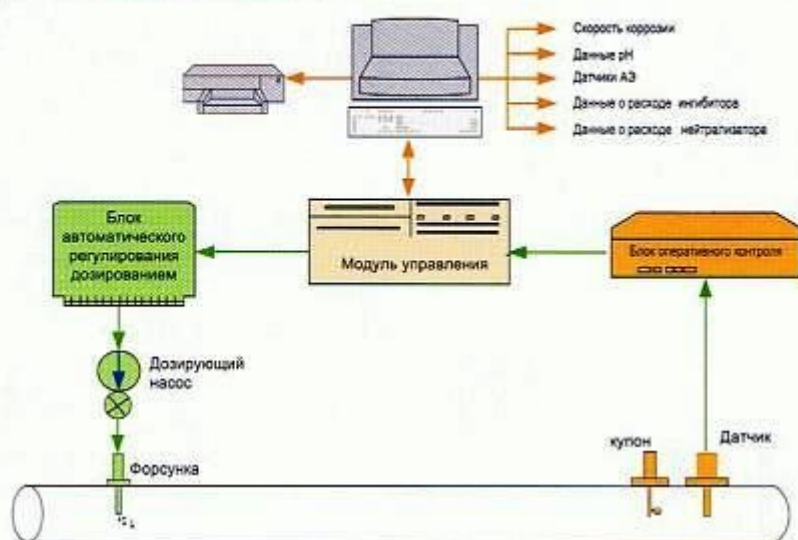 Скорость коррозии
Данные pH
Датчики АЭ
Данные о расходе ингибитора
Данные о расходе нейтрализатора
Блок
автоматического
регулирования
дозированием
Модуль управления
Блок оперативного контроля
Дозирующий
насос
Форсунка
купон
Датчик